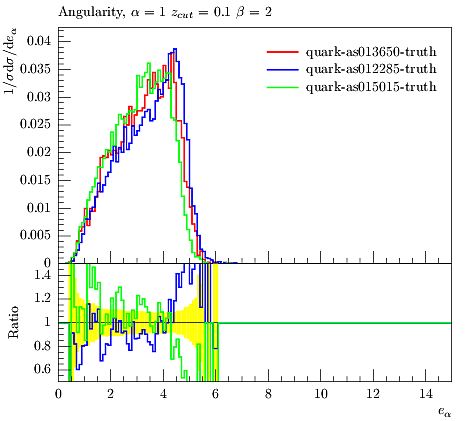 Angularity, α = 1 z_cut = 0.1 β = 2
1/σ dσ/de_α
0.04
0.035
0.03
0.025
0.02
0.015
0.01
0.005
0
quark-as013650-truth
quark-as012285-truth
quark-as015015-truth
Ratio
1.4
1.2
1
0.8
0.6
0 2 4 6 8 10 12 14
e_α